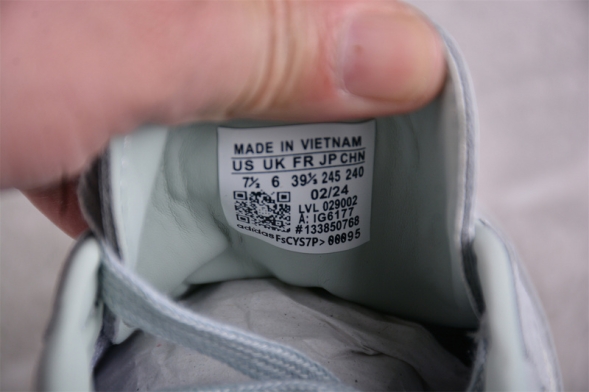 MADE IN VIETNAM
US UK FR JP CHN
7½ 6 39⅓ 245 240
02/24
LVL 029002
A: IG6177
#133850768
adidas FsCYS7P> 00095